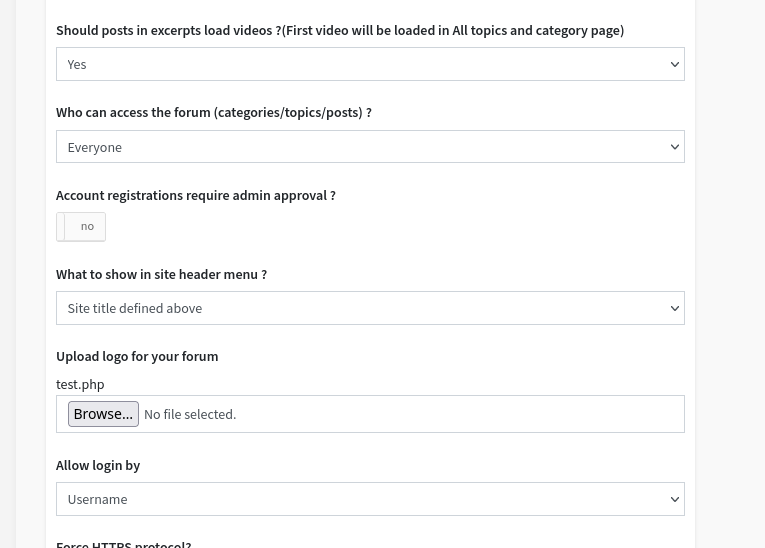 Should posts in excerpts load videos ?(First video will be loaded in All topics and category page)
Yes
Who can access the forum (categories/topics/posts) ?
Everyone
Account registrations require admin approval ?
no
What to show in site header menu ?
Site title defined above
Upload logo for your forum
test.php
Browse... No file selected.
Allow login by
Username
Force HTTPS protocol?